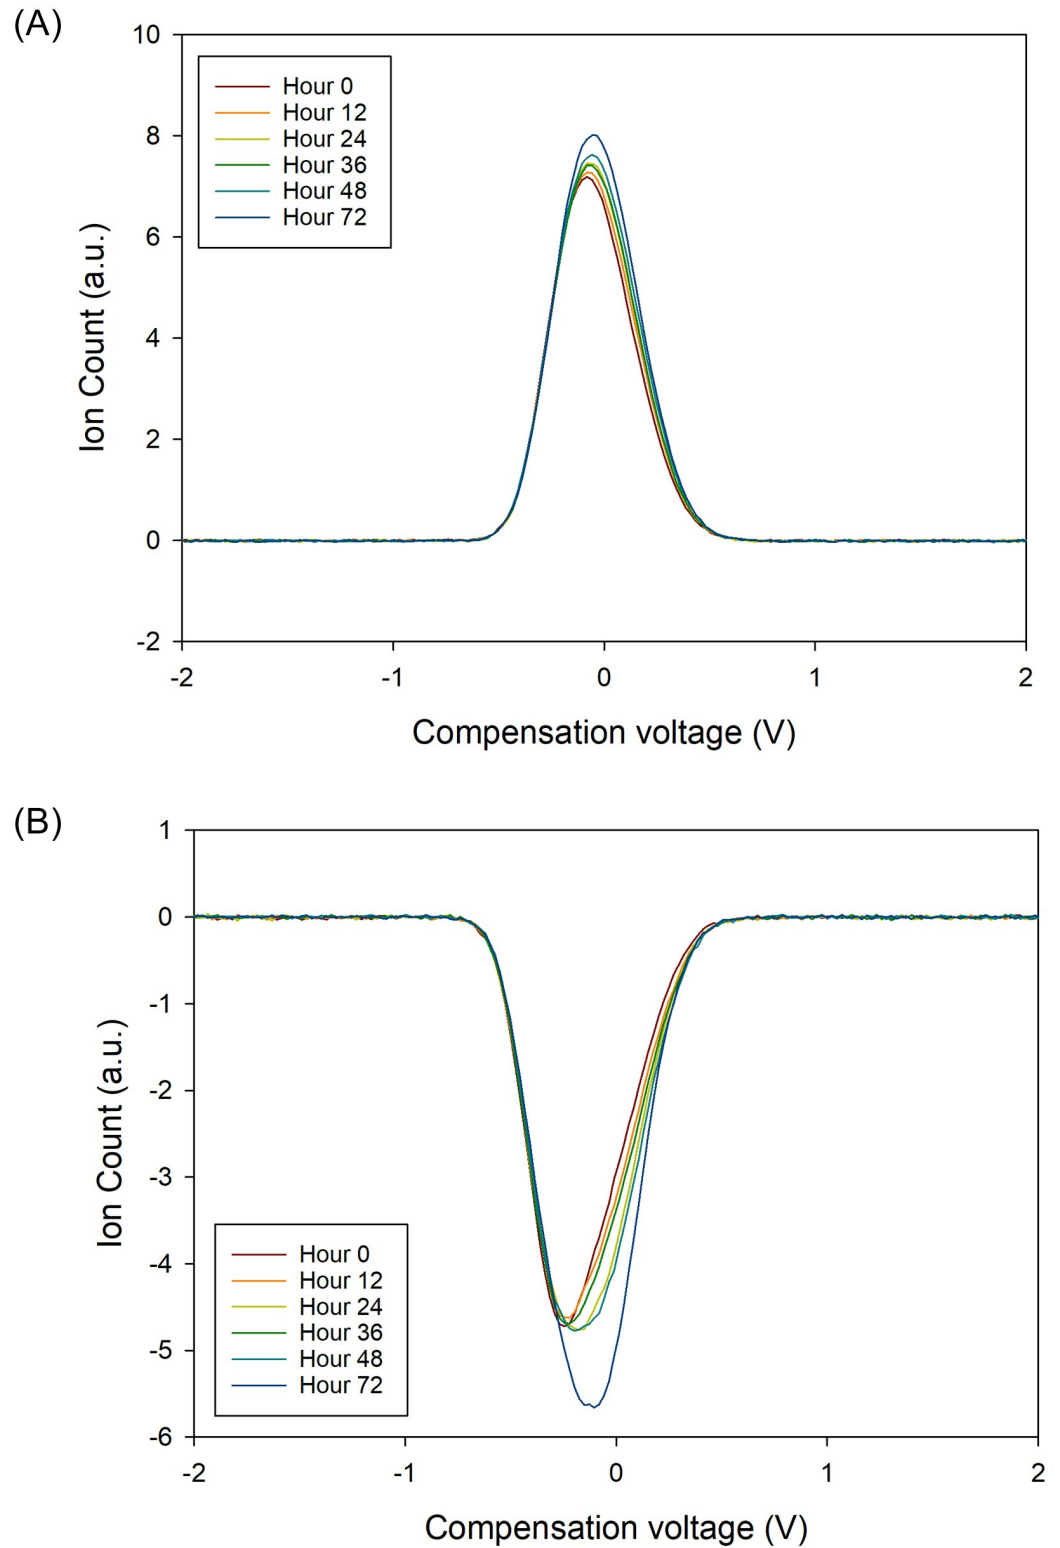 (A)
10
8
6
4
2
0
-2
Ion Count (a.u.)
Hour 0
Hour 12
Hour 24
Hour 36
Hour 48
Hour 72
-2 -1 0 1 2
Compensation voltage (V)
(B)
1
0
-1
-2
-3
-4
-5
-6
Ion Count (a.u.)
Hour 0
Hour 12
Hour 24
Hour 36
Hour 48
Hour 72
-2 -1 0 1 2
Compensation voltage (V)